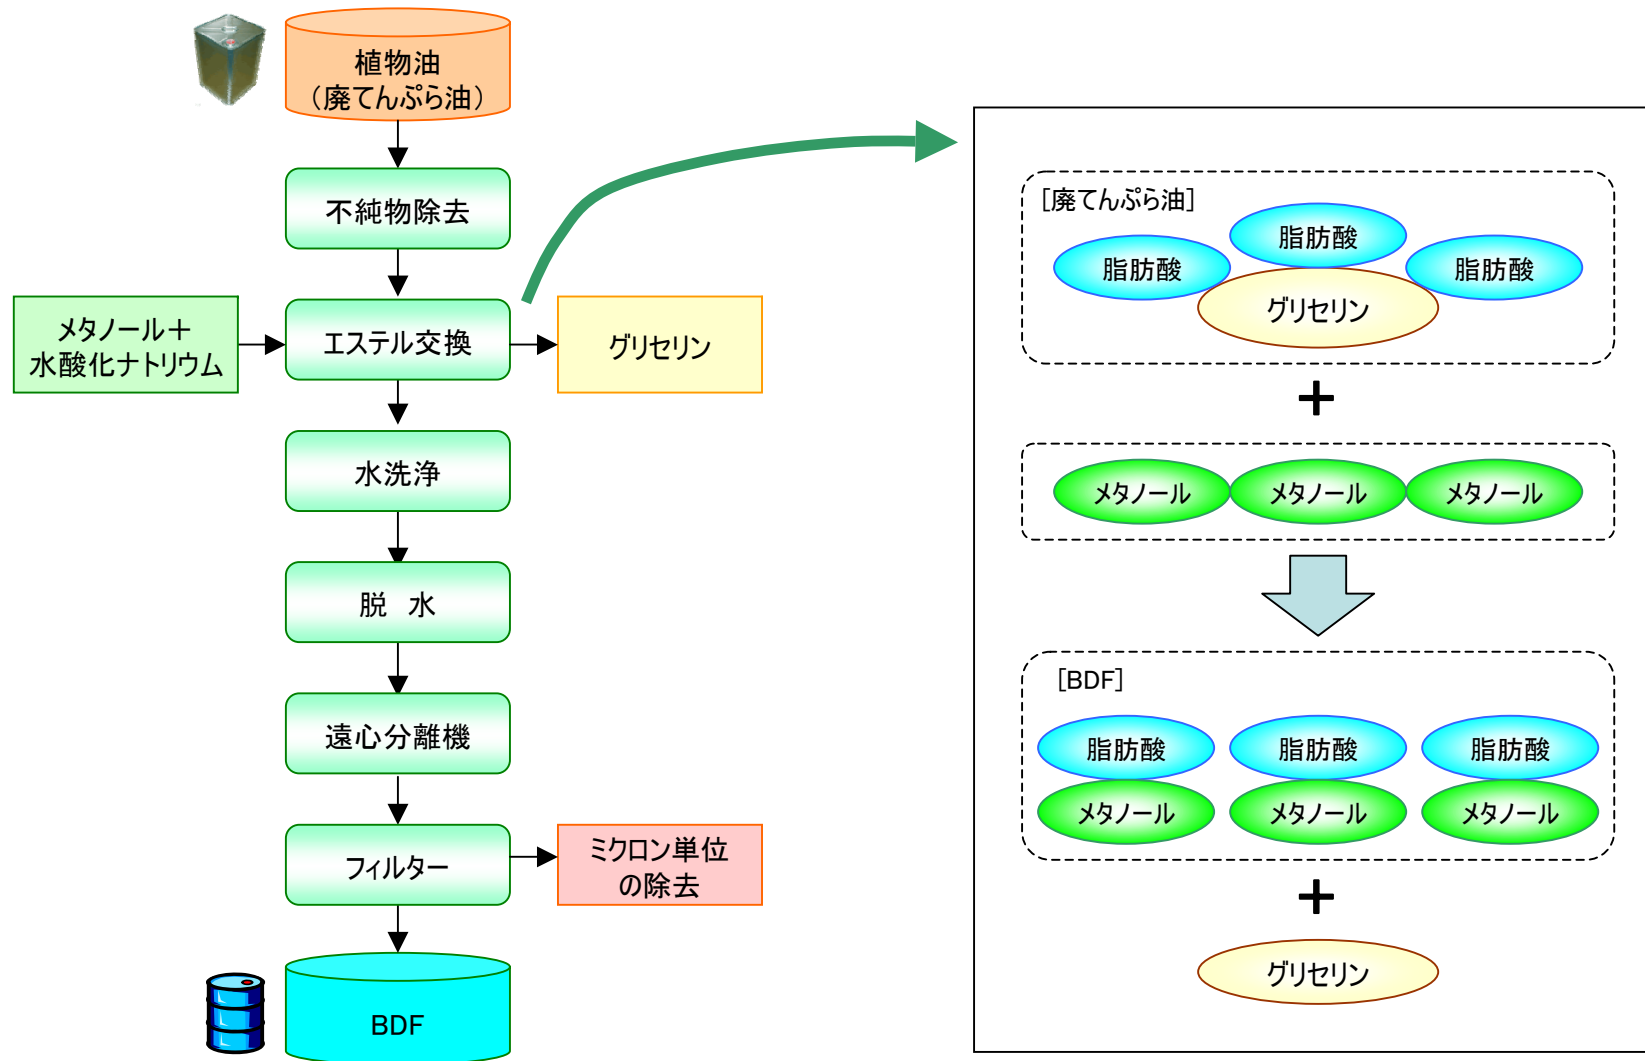 植物油
（廃てんぷら油）
不純物除去
メタノール＋
水酸化ナトリウム
エステル交換
グリセリン
水洗浄
脱　水
遠心分離機
フィルター
ミクロン単位
の除去
BDF
［廃てんぷら油］
脂肪酸
脂肪酸
脂肪酸
グリセリン
＋
メタノール
メタノール
メタノール
［BDF］
脂肪酸
脂肪酸
脂肪酸
メタノール
メタノール
メタノール
＋
グリセリン